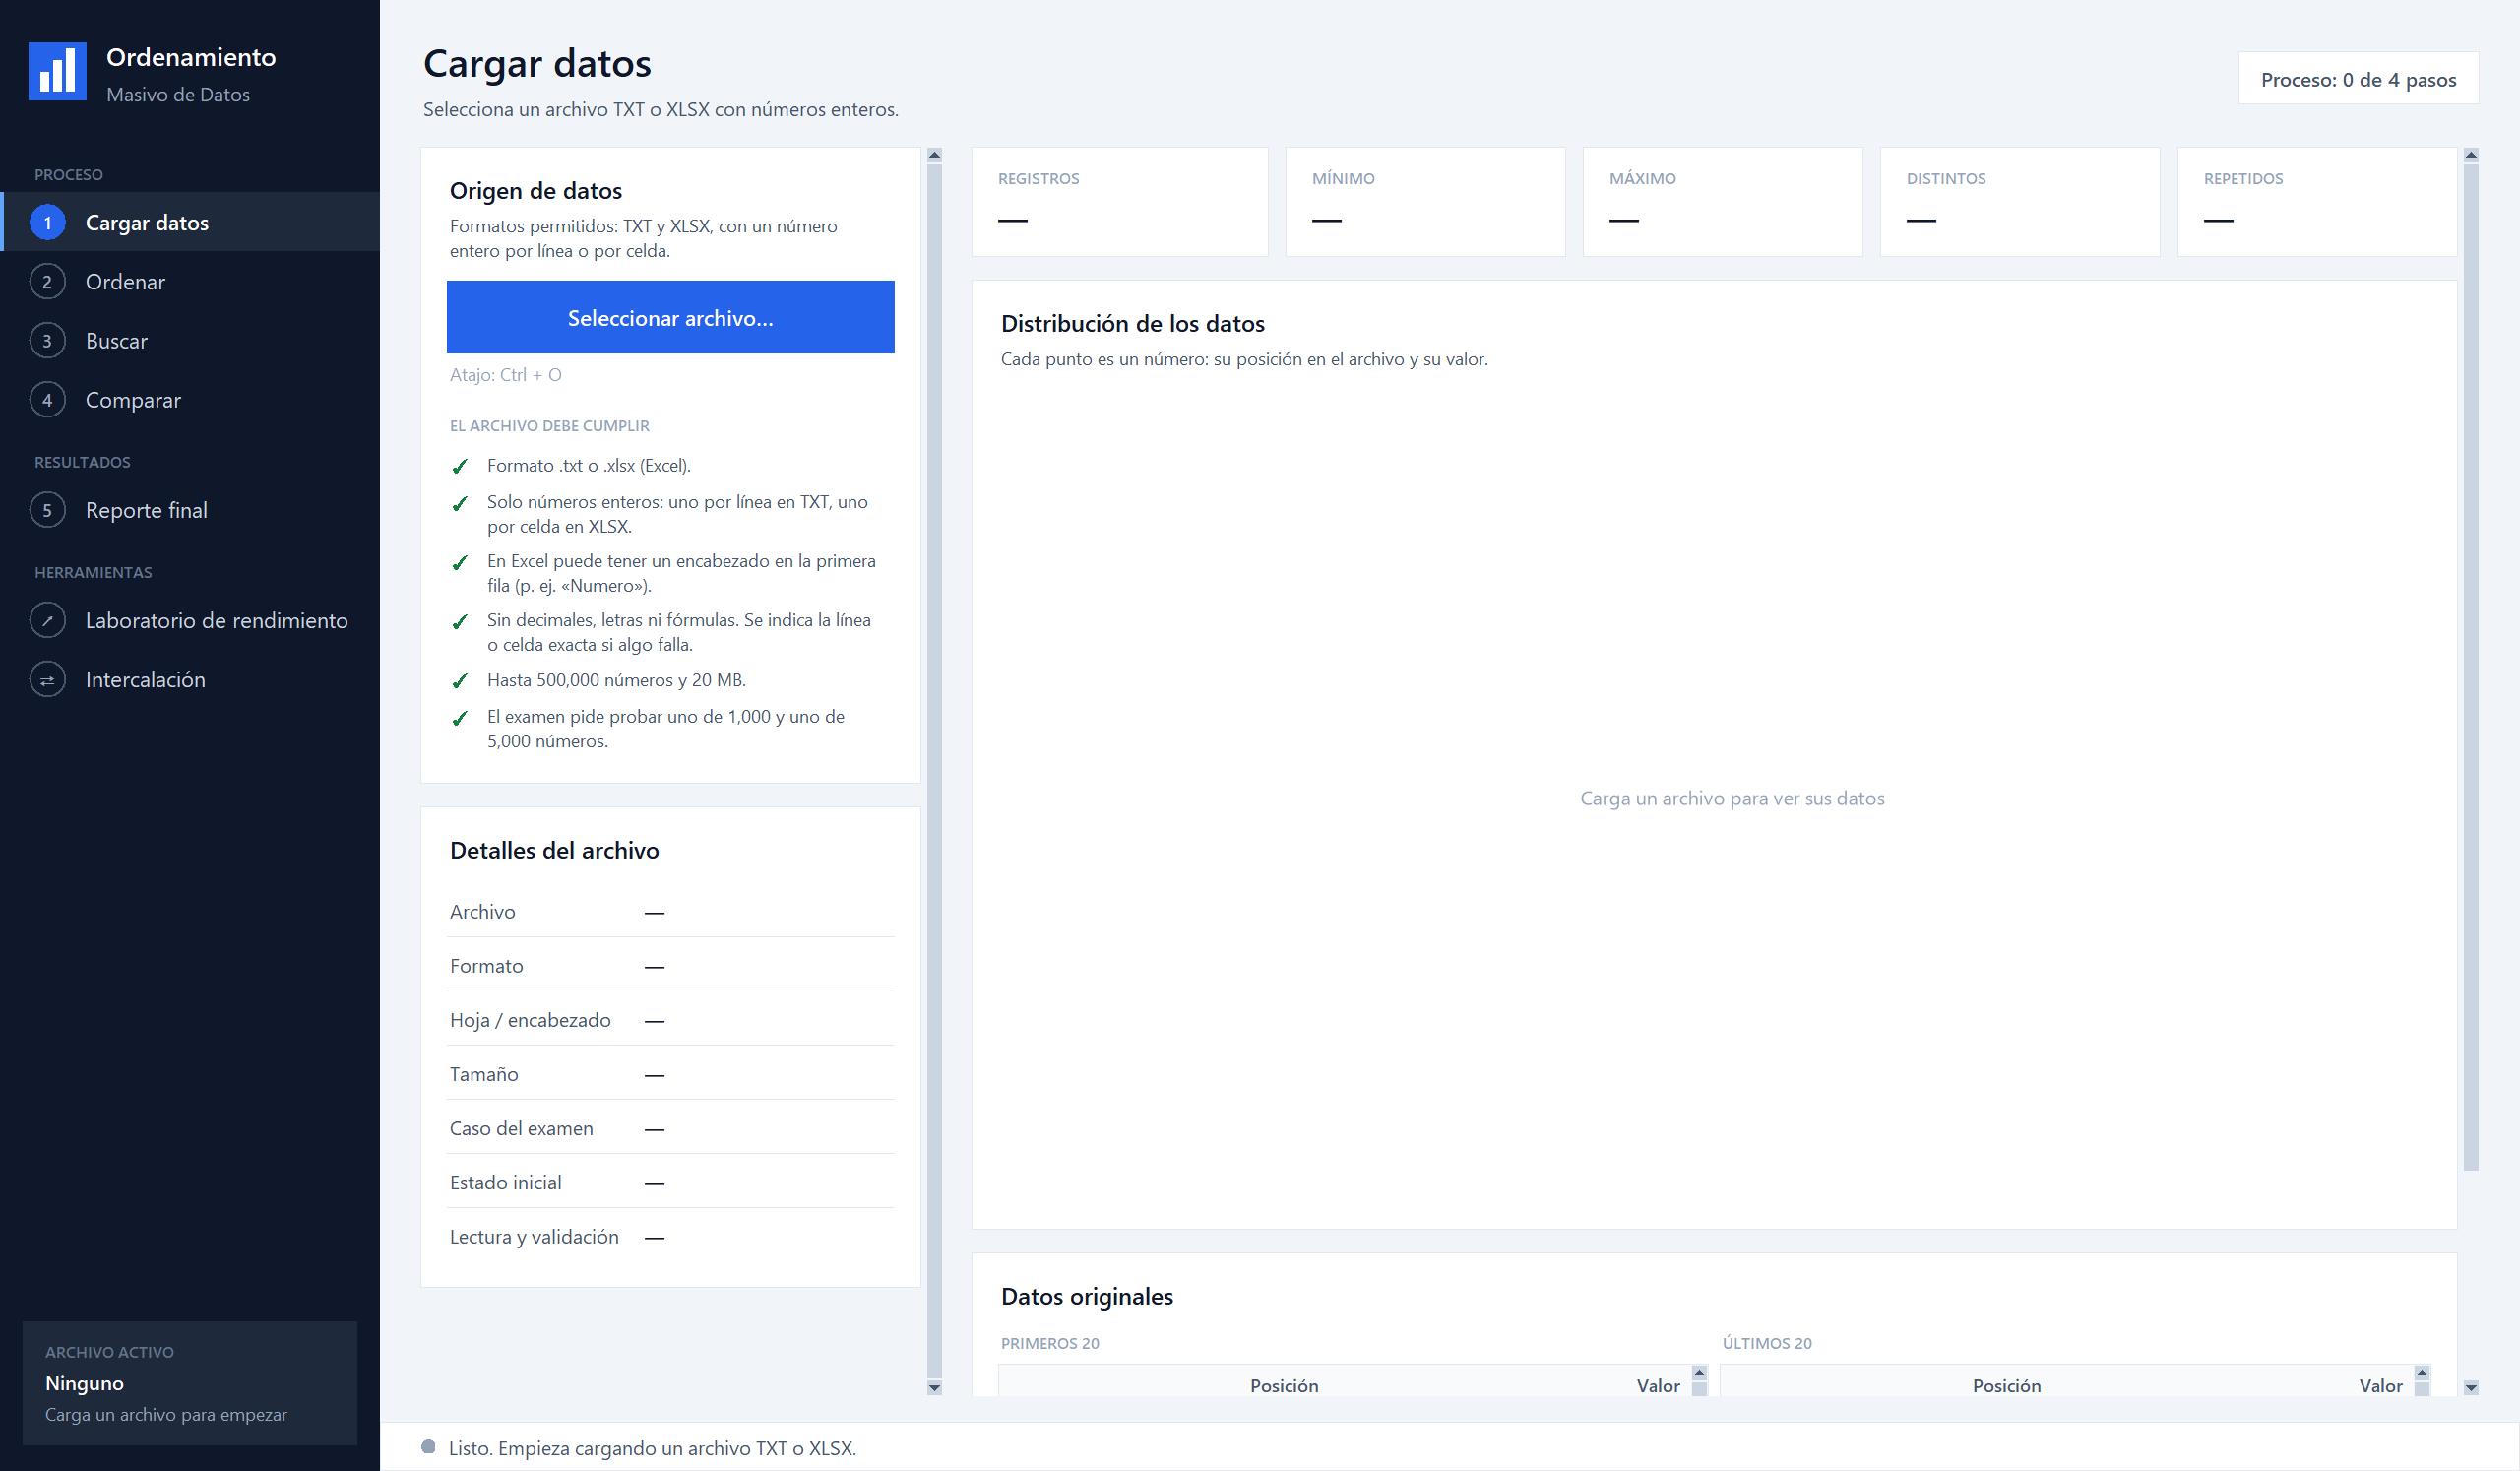 Ordenamiento
Masivo de Datos
PROCESO
1 Cargar datos
2 Ordenar
3 Buscar
4 Comparar
RESULTADOS
5 Reporte final
HERRAMIENTAS
Laboratorio de rendimiento
Intercalación
ARCHIVO ACTIVO
Ninguno
Carga un archivo para empezar
Cargar datos
Selecciona un archivo TXT o XLSX con números enteros.
Proceso: 0 de 4 pasos
Origen de datos
Formatos permitidos: TXT y XLSX, con un número
entero por línea o por celda.
Seleccionar archivo...
Atajo: Ctrl + O
EL ARCHIVO DEBE CUMPLIR
✓ Formato .txt o .xlsx (Excel).
✓ Solo números enteros: uno por línea en TXT, uno
por celda en XLSX.
✓ En Excel puede tener un encabezado en la primera
fila (p. ej. «Numero»).
✓ Sin decimales, letras ni fórmulas. Se indica la línea
o celda exacta si algo falla.
✓ Hasta 500,000 números y 20 MB.
✓ El examen pide probar uno de 1,000 y uno de
5,000 números.
Detalles del archivo
Archivo —
Formato —
Hoja / encabezado —
Tamaño —
Caso del examen —
Estado inicial —
Lectura y validación —
REGISTROS
—
MÍNIMO
—
MÁXIMO
—
DISTINTOS
—
REPETIDOS
—
Distribución de los datos
Cada punto es un número: su posición en el archivo y su valor.
Carga un archivo para ver sus datos
Datos originales
PRIMEROS 20
Posición Valor
ÚLTIMOS 20
Posición Valor
Listo. Empieza cargando un archivo TXT o XLSX.